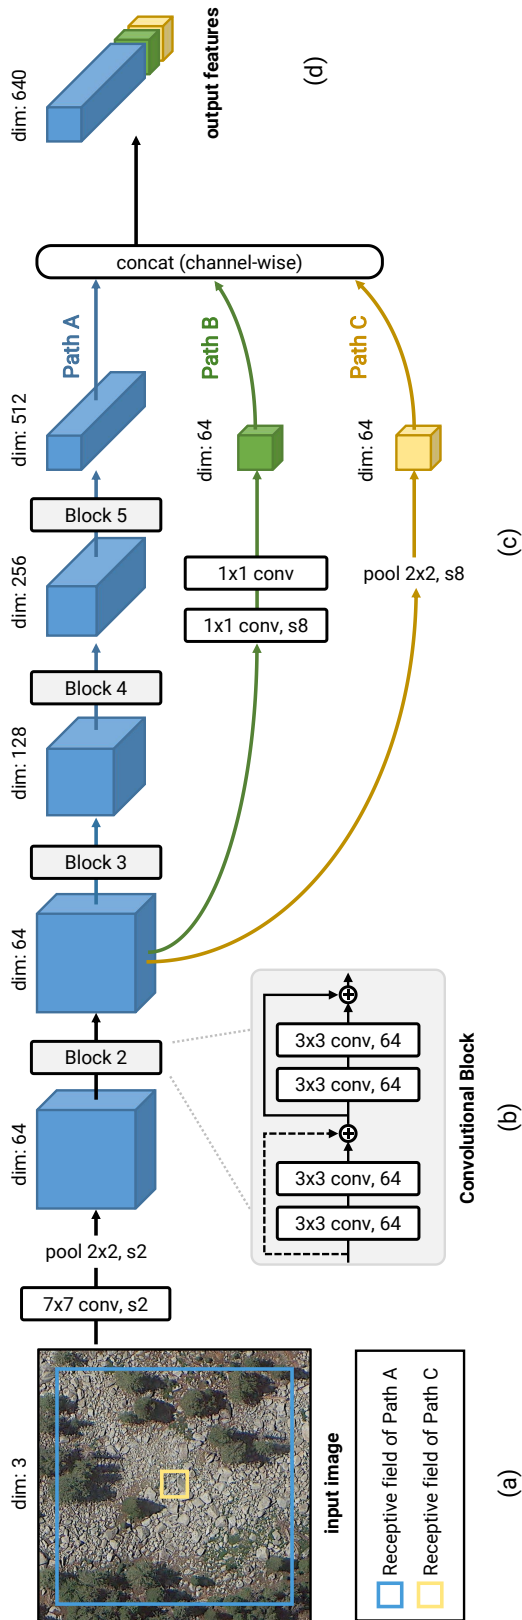 dim: 3
input image
Receptive field of Path A
Receptive field of Path C
(a)
7x7 conv, s2
pool 2x2, s2
dim: 64
Block 2
3x3 conv, 64
3x3 conv, 64
3x3 conv, 64
3x3 conv, 64
Convolutional Block
(b)
dim: 64
Block 3
dim: 128
Block 4
dim: 256
Block 5
dim: 512
Path A
1x1 conv, s8
1x1 conv
dim: 64
Path B
pool 2x2, s8
dim: 64
Path C
(c)
concat (channel-wise)
dim: 640
output features
(d)